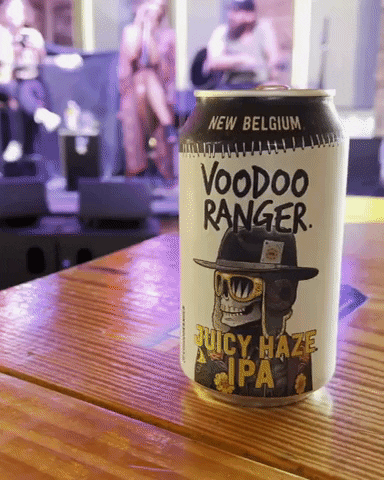 NEW BELGIUM
VOODOO
RANGER.
JUICY HAZE
IPA